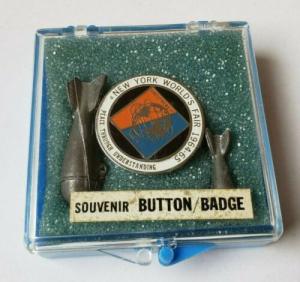 NEW YORK WORLD'S FAIR 1964-65
PEACE THROUGH UNDERSTANDING
SOUVENIR BUTTON/BADGE